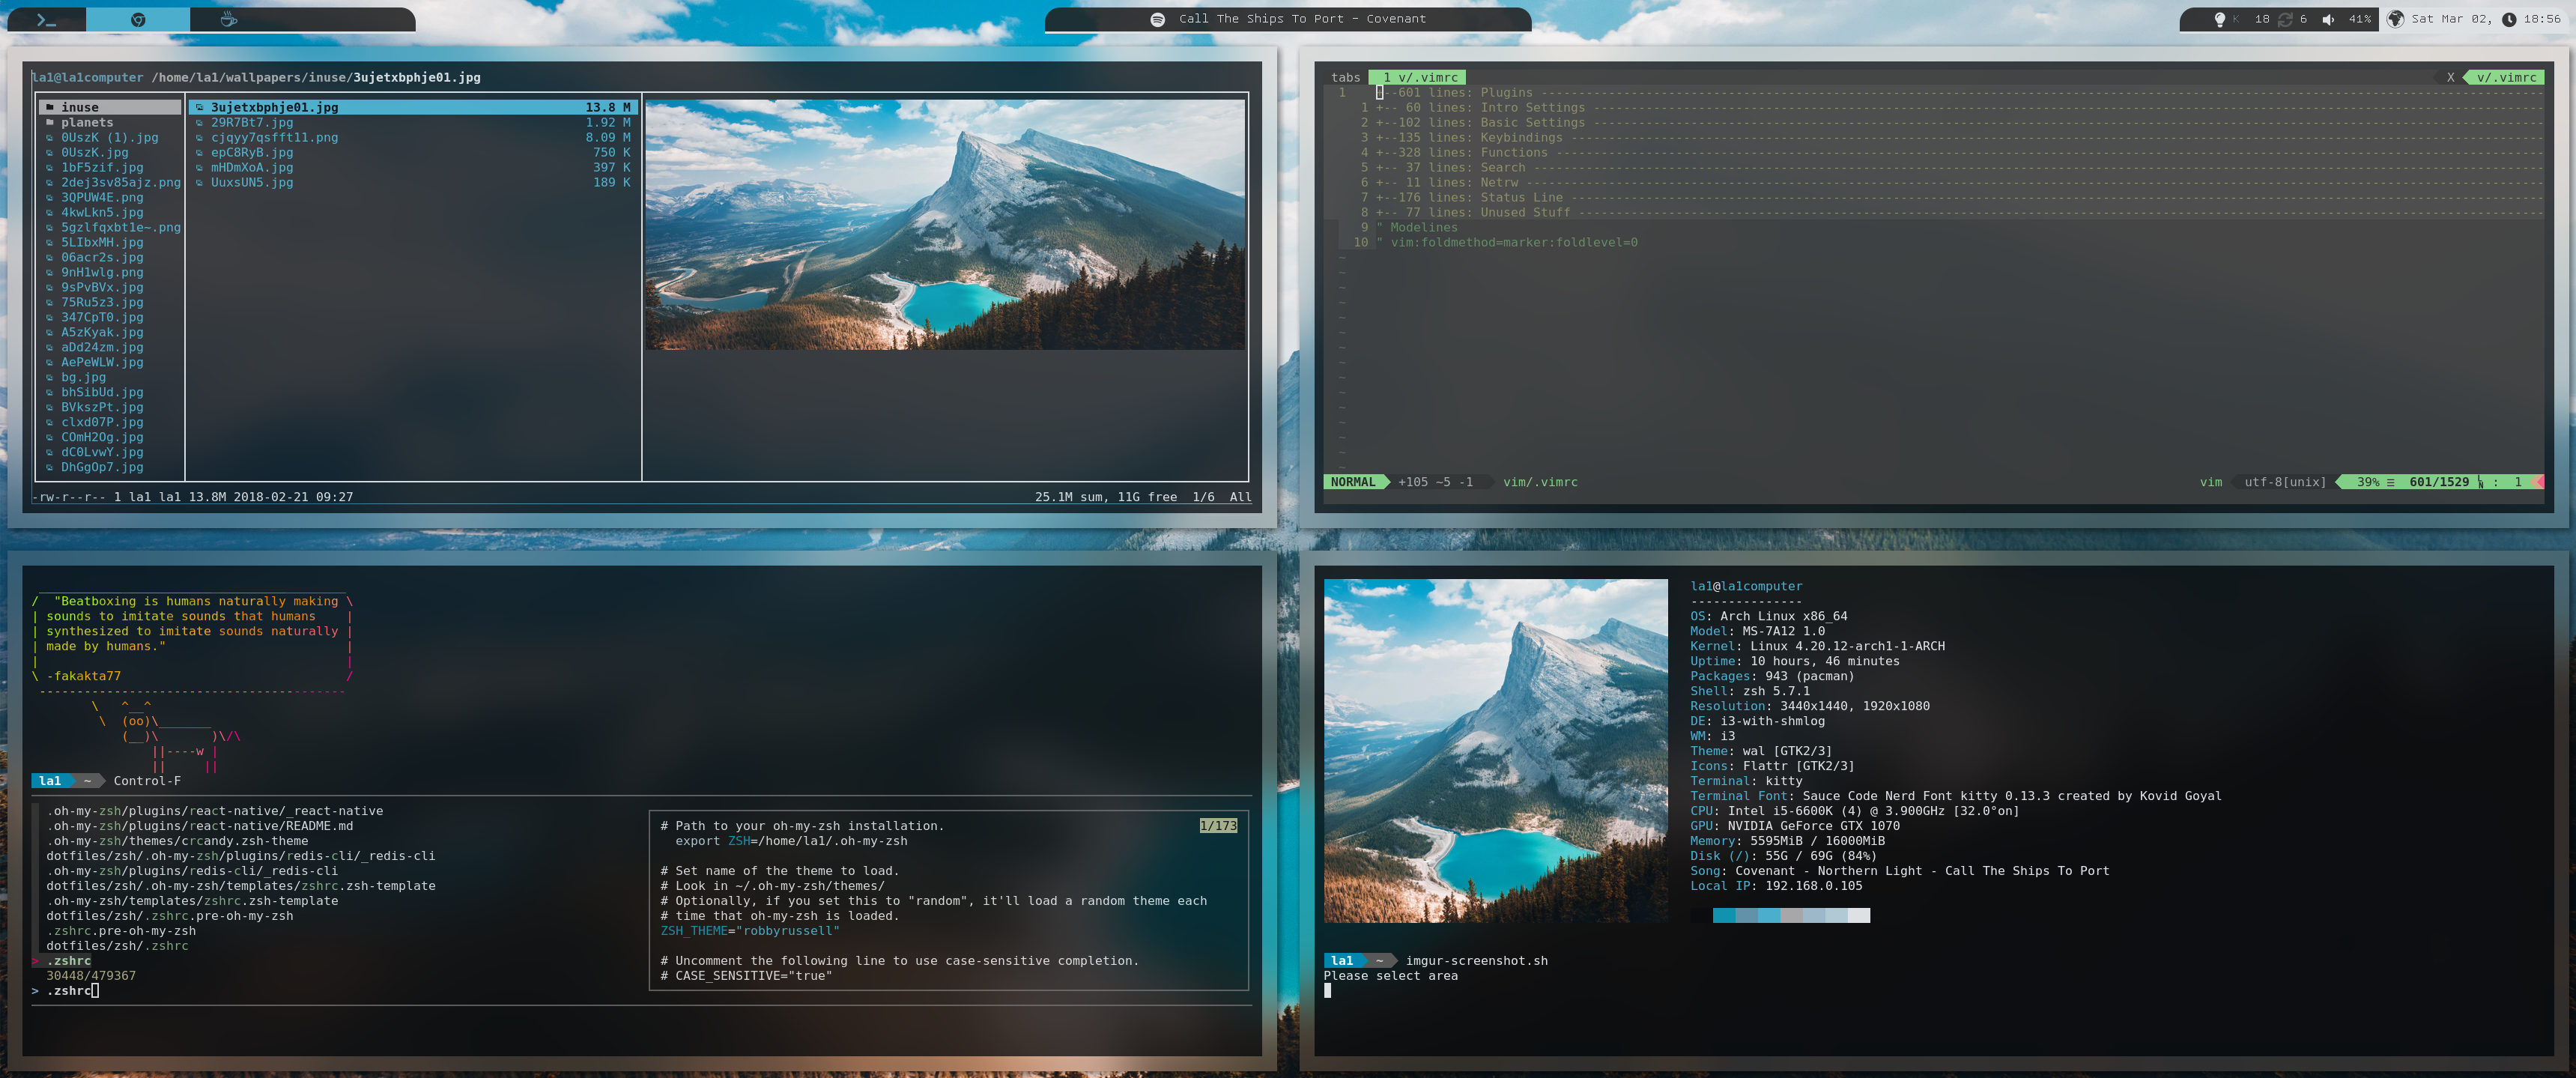 Call The Ships To Port - Covenant
K 18 6 41% Sat Mar 02, 18:56
la1@la1computer /home/la1/wallpapers/inuse/3ujetxbphje01.jpg
inuse
planets
0UszK (1).jpg
0UszK.jpg
1bF5zif.jpg
2dej3sv85ajz.png
3QPUW4E.png
4kwLkn5.jpg
5gzlfqxbt1e~.png
5LIbxMH.jpg
06acr2s.jpg
9nH1wlg.png
9sPvBVx.jpg
75Ru5z3.jpg
347CpT0.jpg
A5zKyak.jpg
aDd24zm.jpg
AePeWLW.jpg
bg.jpg
bhSibUd.jpg
BVkszPt.jpg
clxd07P.jpg
COmH2Og.jpg
dC0LvwY.jpg
DhGgOp7.jpg
3ujetxbphje01.jpg 13.8 M
29R7Bt7.jpg 1.92 M
cjqyy7qsfft11.png 8.09 M
epC8RyB.jpg 750 K
mHDmXoA.jpg 397 K
UuxsUN5.jpg 189 K
-rw-r--r-- 1 la1 la1 13.8M 2018-02-21 09:27 25.1M sum, 11G free 1/6 All
tabs 1 v/.vimrc X v/.vimrc
1 +--601 lines: Plugins
1 +-- 60 lines: Intro Settings
2 +--102 lines: Basic Settings
3 +--135 lines: Keybindings
4 +--328 lines: Functions
5 +-- 37 lines: Search
6 +-- 11 lines: Netrw
7 +--176 lines: Status Line
8 +-- 77 lines: Unused Stuff
9 " Modelines
10 " vim:foldmethod=marker:foldlevel=0
NORMAL +105 ~5 -1 vim/.vimrc vim utf-8[unix] 39% ☰ 601/1529 : 1
/ "Beatboxing is humans naturally making \
| sounds to imitate sounds that humans |
| synthesized to imitate sounds naturally |
| made by humans." |
| |
\ -fakakta77 /
-----------------------------------------
\ ^__^
\ (oo)\_______
(__)\ )\/\
||----w |
|| ||
la1 ~ Control-F
.oh-my-zsh/plugins/react-native/_react-native
.oh-my-zsh/plugins/react-native/README.md
.oh-my-zsh/themes/crcandy.zsh-theme
dotfiles/zsh/.oh-my-zsh/plugins/redis-cli/_redis-cli
.oh-my-zsh/plugins/redis-cli/_redis-cli
dotfiles/zsh/.oh-my-zsh/templates/zshrc.zsh-template
.oh-my-zsh/templates/zshrc.zsh-template
dotfiles/zsh/.zshrc.pre-oh-my-zsh
.zshrc.pre-oh-my-zsh
dotfiles/zsh/.zshrc
> .zshrc
30448/479367
> .zshrc
# Path to your oh-my-zsh installation. 1/173
export ZSH=/home/la1/.oh-my-zsh
# Set name of the theme to load.
# Look in ~/.oh-my-zsh/themes/
# Optionally, if you set this to "random", it'll load a random theme each
# time that oh-my-zsh is loaded.
ZSH_THEME="robbyrussell"
# Uncomment the following line to use case-sensitive completion.
# CASE_SENSITIVE="true"
la1@la1computer
---------------
OS: Arch Linux x86_64
Model: MS-7A12 1.0
Kernel: Linux 4.20.12-arch1-1-ARCH
Uptime: 10 hours, 46 minutes
Packages: 943 (pacman)
Shell: zsh 5.7.1
Resolution: 3440x1440, 1920x1080
DE: i3-with-shmlog
WM: i3
Theme: wal [GTK2/3]
Icons: Flattr [GTK2/3]
Terminal: kitty
Terminal Font: Sauce Code Nerd Font kitty 0.13.3 created by Kovid Goyal
CPU: Intel i5-6600K (4) @ 3.900GHz [32.0°on]
GPU: NVIDIA GeForce GTX 1070
Memory: 5595MiB / 16000MiB
Disk (/): 55G / 69G (84%)
Song: Covenant - Northern Light - Call The Ships To Port
Local IP: 192.168.0.105
la1 ~ imgur-screenshot.sh
Please select area